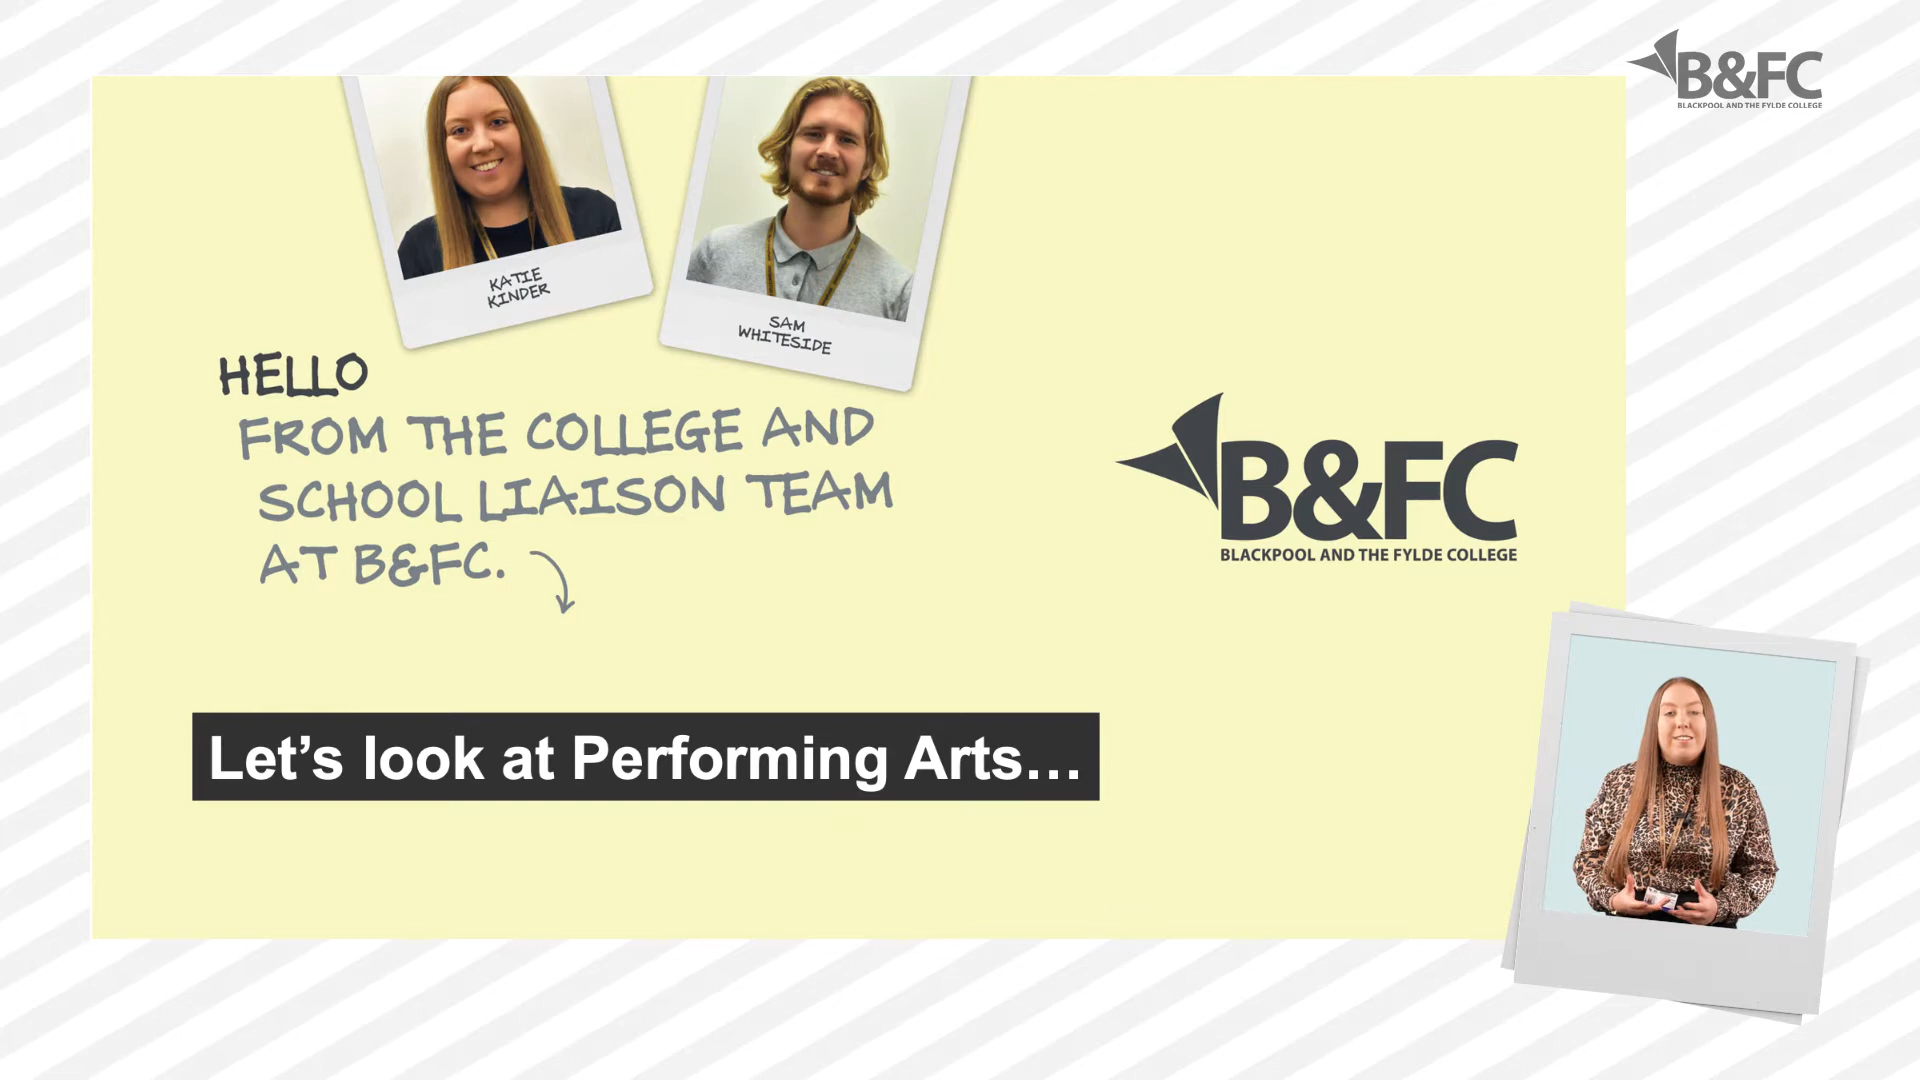 B&FC
BLACKPOOL AND THE FYLDE COLLEGE
KATIE
KINDER
SAM
WHITESIDE
HELLO
FROM THE COLLEGE AND
SCHOOL LIAISON TEAM
AT B&FC.
B&FC
BLACKPOOL AND THE FYLDE COLLEGE
Let's look at Performing Arts…